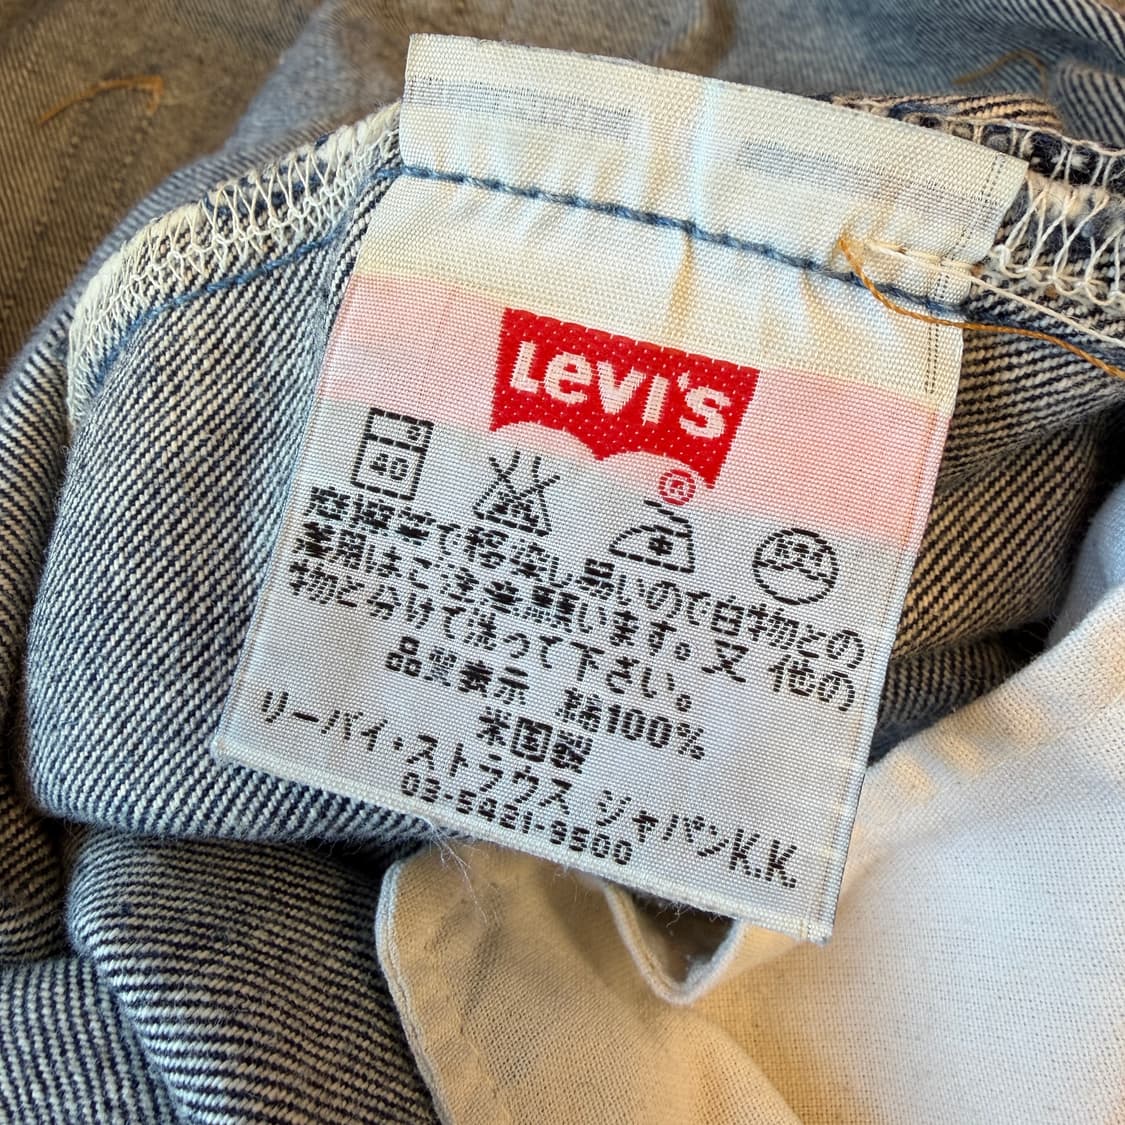 Levi's
®
40
摩擦等で移染し易いので白物との
兼用はご注意願います。又 他の
物と分けて洗って下さい。
品質表示 綿100%
米国製
リーバイ・ストラウス ジャパンK.K.
03-5421-9500